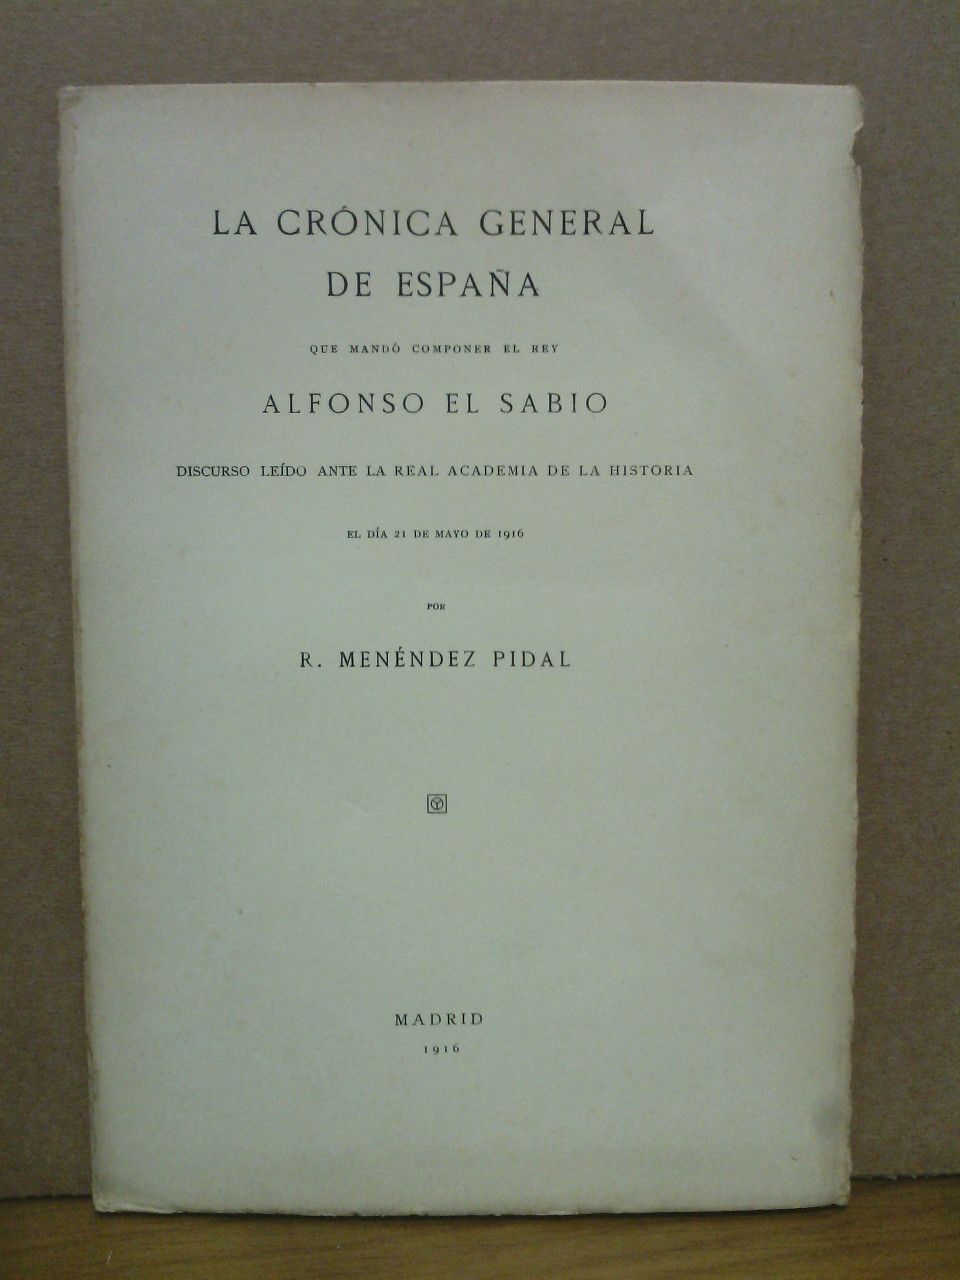 LA CRÓNICA GENERAL
DE ESPAÑA
QUE MANDÓ COMPONER EL REY
ALFONSO EL SABIO
DISCURSO LEÍDO ANTE LA REAL ACADEMIA DE LA HISTORIA
EL DÍA 21 DE MAYO DE 1916
POR
R. MENÉNDEZ PIDAL
MADRID
1916